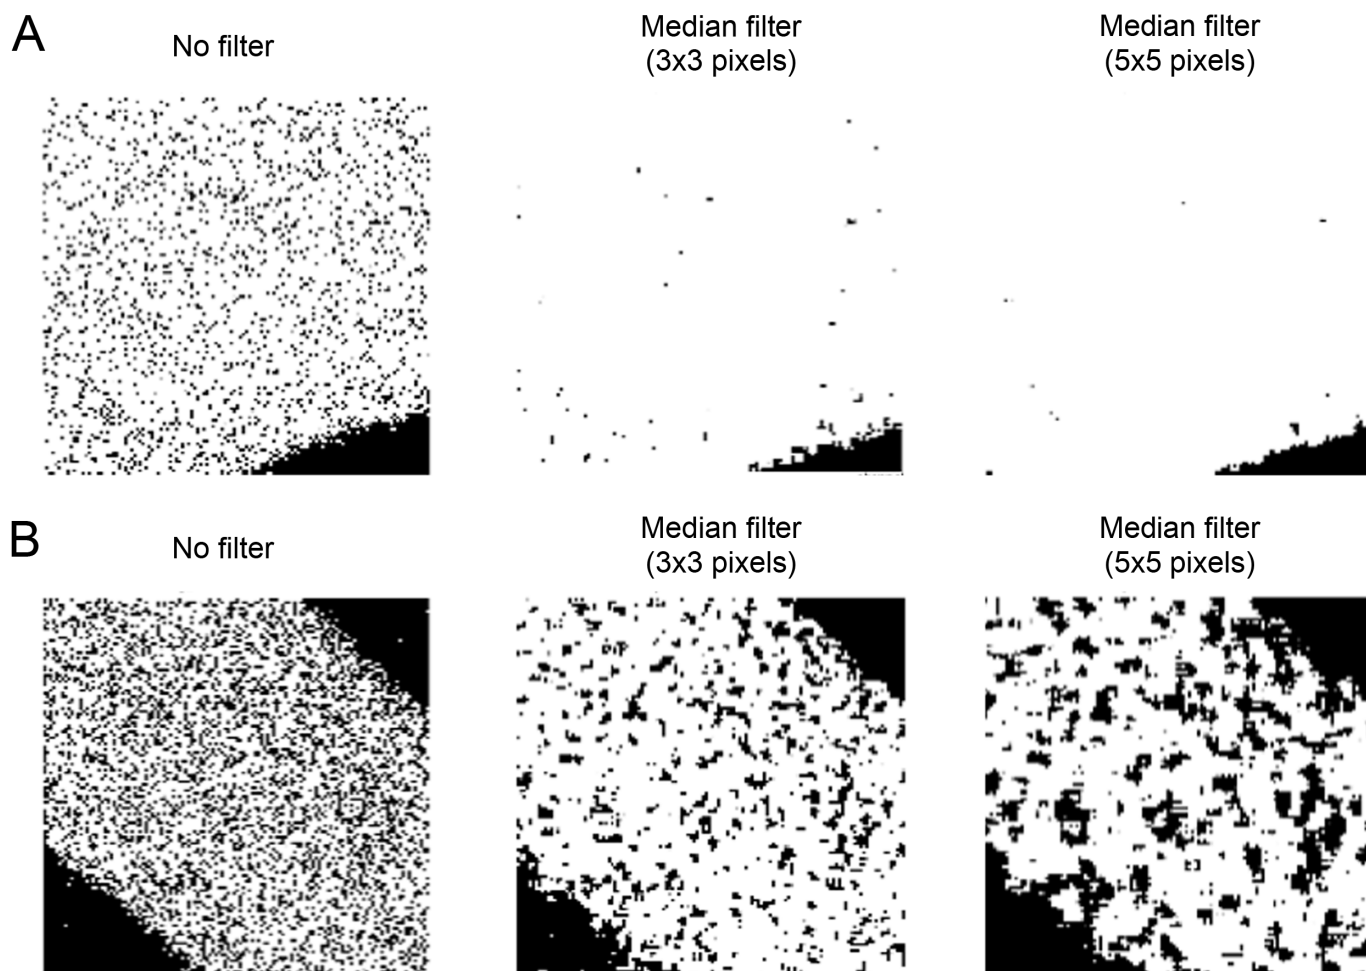 A
No filter
Median filter
(3x3 pixels)
Median filter
(5x5 pixels)
B
No filter
Median filter
(3x3 pixels)
Median filter
(5x5 pixels)